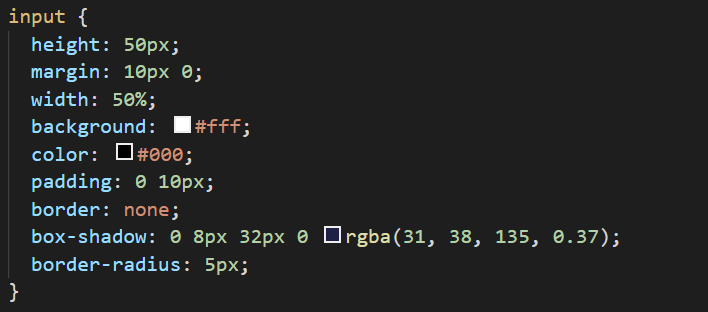 input {
  height: 50px;
  margin: 10px 0;
  width: 50%;
  background: #fff;
  color: #000;
  padding: 0 10px;
  border: none;
  box-shadow: 0 8px 32px 0 rgba(31, 38, 135, 0.37);
  border-radius: 5px;
}